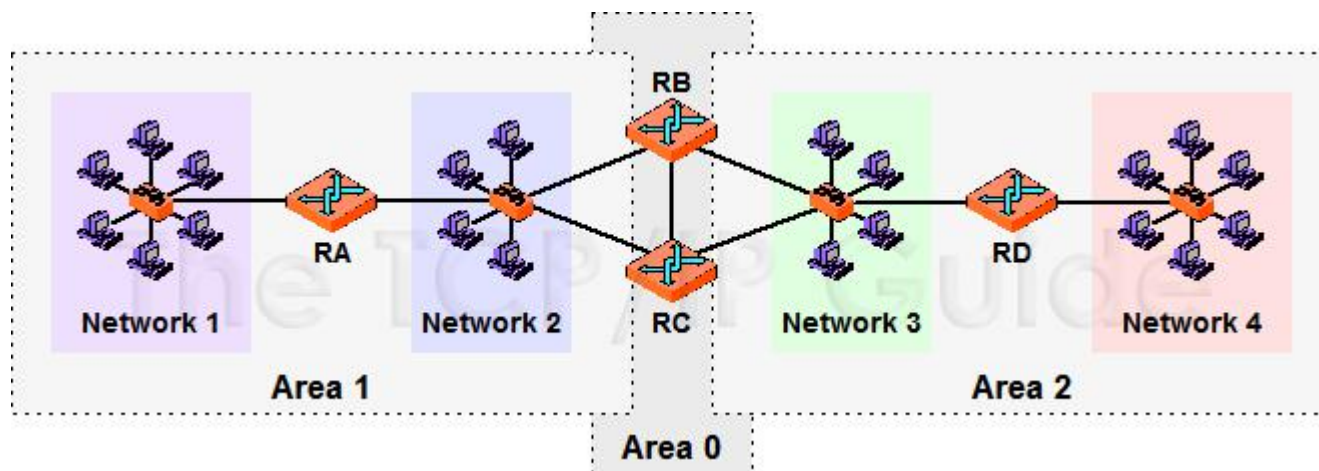 RB
RA
RD
Network 1
Network 2
RC
Network 3
Network 4
The TCP/IP Guide
Area 1
Area 2
Area 0